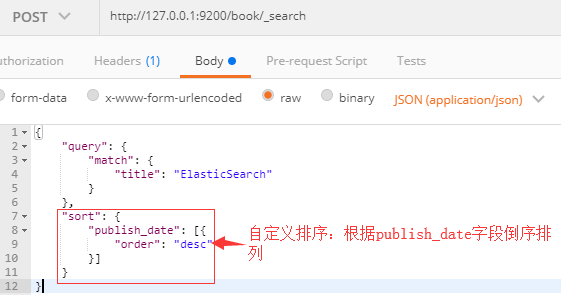 POST http://127.0.0.1:9200/book/_search
uthorization Headers (1) Body Pre-request Script Tests
form-data x-www-form-urlencoded raw binary JSON (application/json)
1 {
2 "query": {
3 "match": {
4 "title": "ElasticSearch"
5 }
6 },
7 "sort": {
8 "publish_date": [{
9 "order": "desc"
10 }]
11 }
12 }
自定义排序：根据publish_date字段倒序排
列